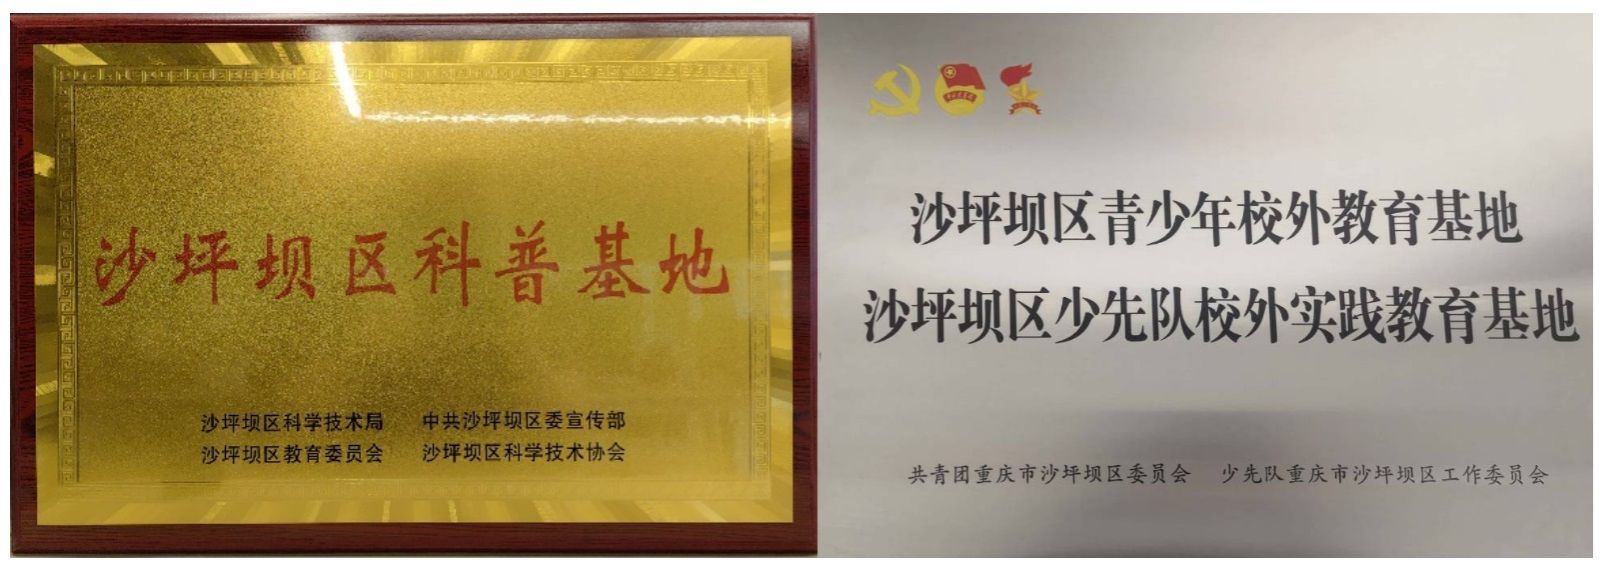 沙坪坝区科普基地
沙坪坝区科学技术局 中共沙坪坝区委宣传部
沙坪坝区教育委员会 沙坪坝区科学技术协会
沙坪坝区青少年校外教育基地
沙坪坝区少先队校外实践教育基地
共青团重庆市沙坪坝区委员会 少先队重庆市沙坪坝区工作委员会